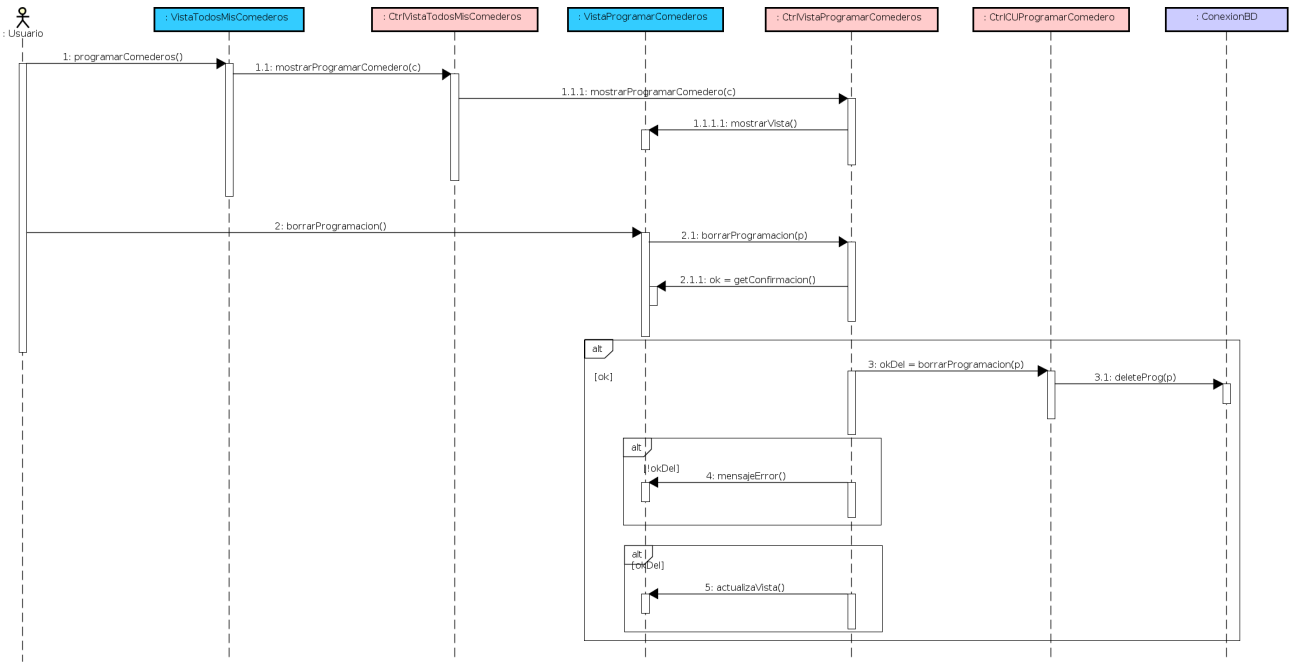 : Usuario
: VistaTodosMisComederos
: CtrlVistaTodosMisComederos
: VistaProgramarComederos
: CtrlVistaProgramarComederos
: CtrlCUProgramarComedero
: ConexionBD
1: programarComederos()
1.1: mostrarProgramarComedero(c)
1.1.1: mostrarProgramarComedero(c)
1.1.1.1: mostrarVista()
2: borrarProgramacion()
2.1: borrarProgramacion(p)
2.1.1: ok = getConfirmacion()
alt
[ok]
3: okDel = borrarProgramacion(p)
3.1: deleteProg(p)
alt
[!okDel]
4: mensajeError()
alt
[okDel]
5: actualizaVista()